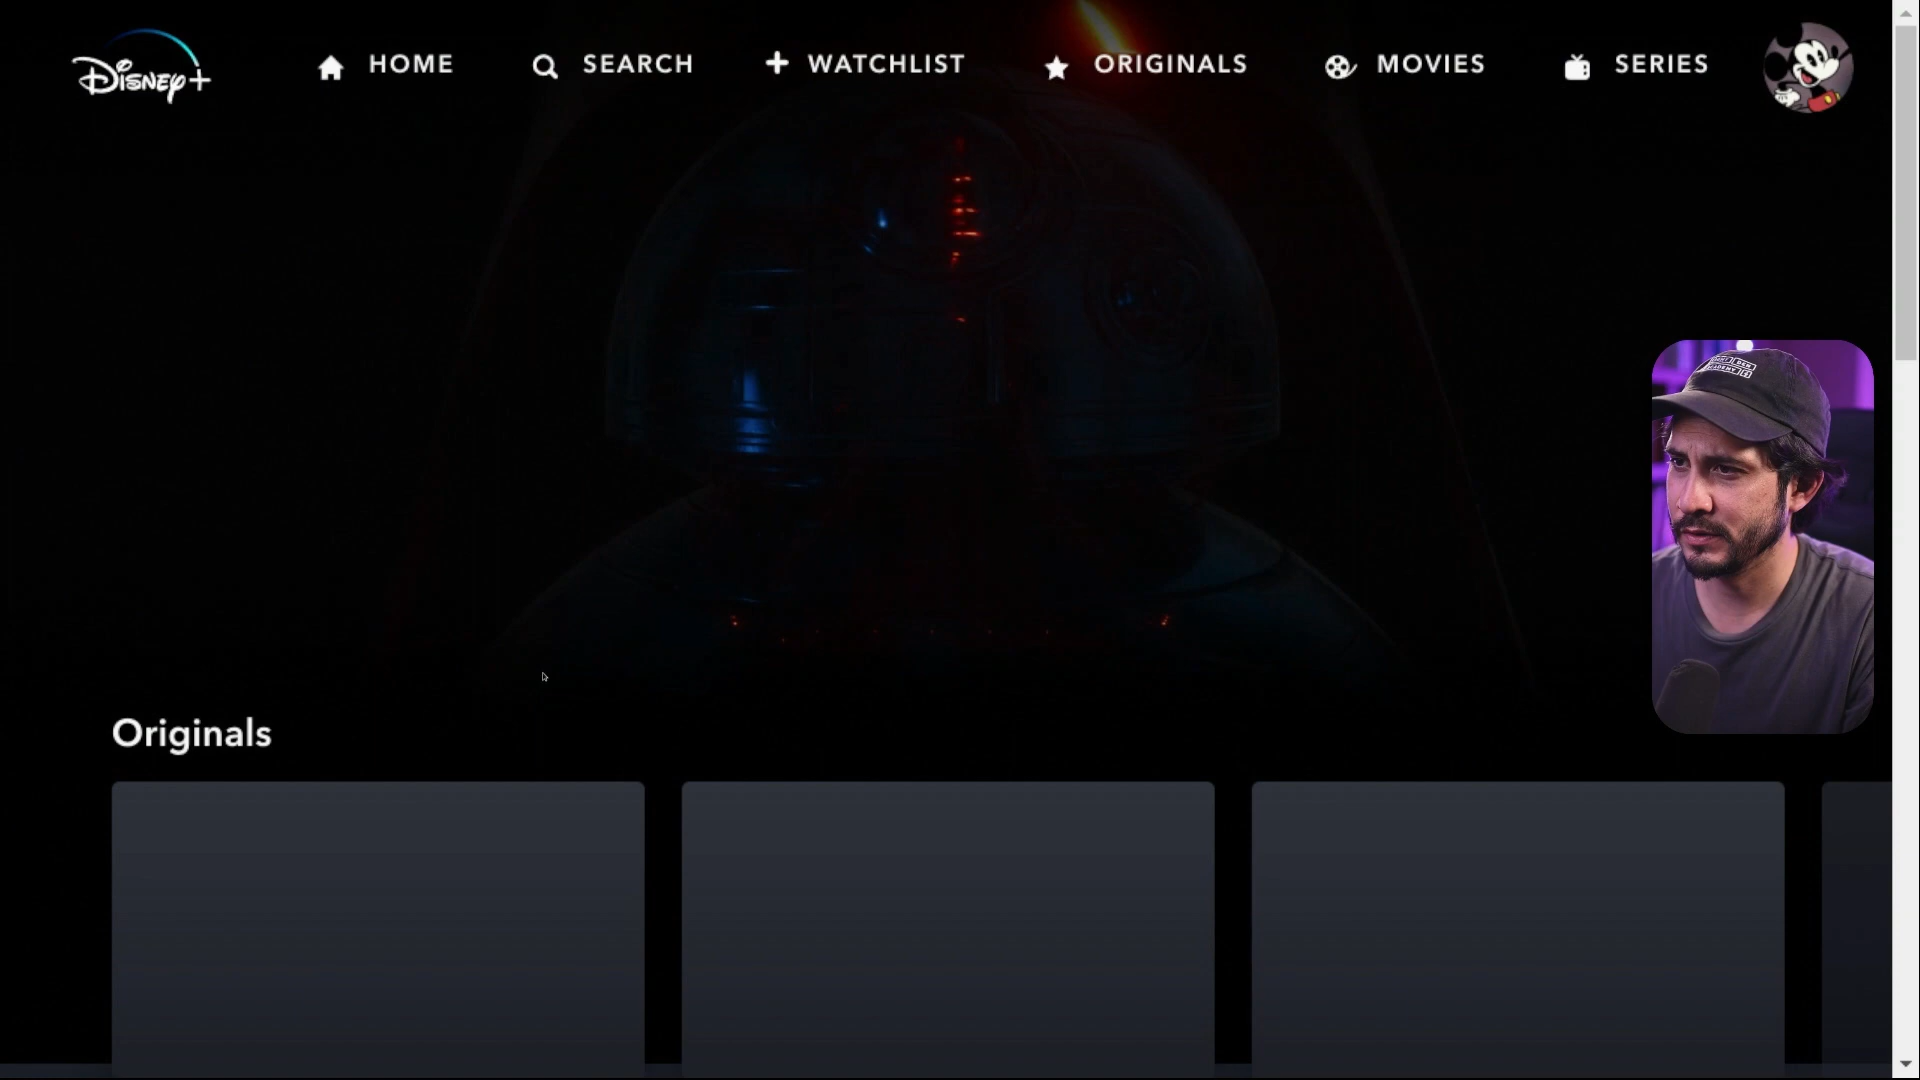 Disney+
HOME
SEARCH
WATCHLIST
ORIGINALS
MOVIES
SERIES
Originals